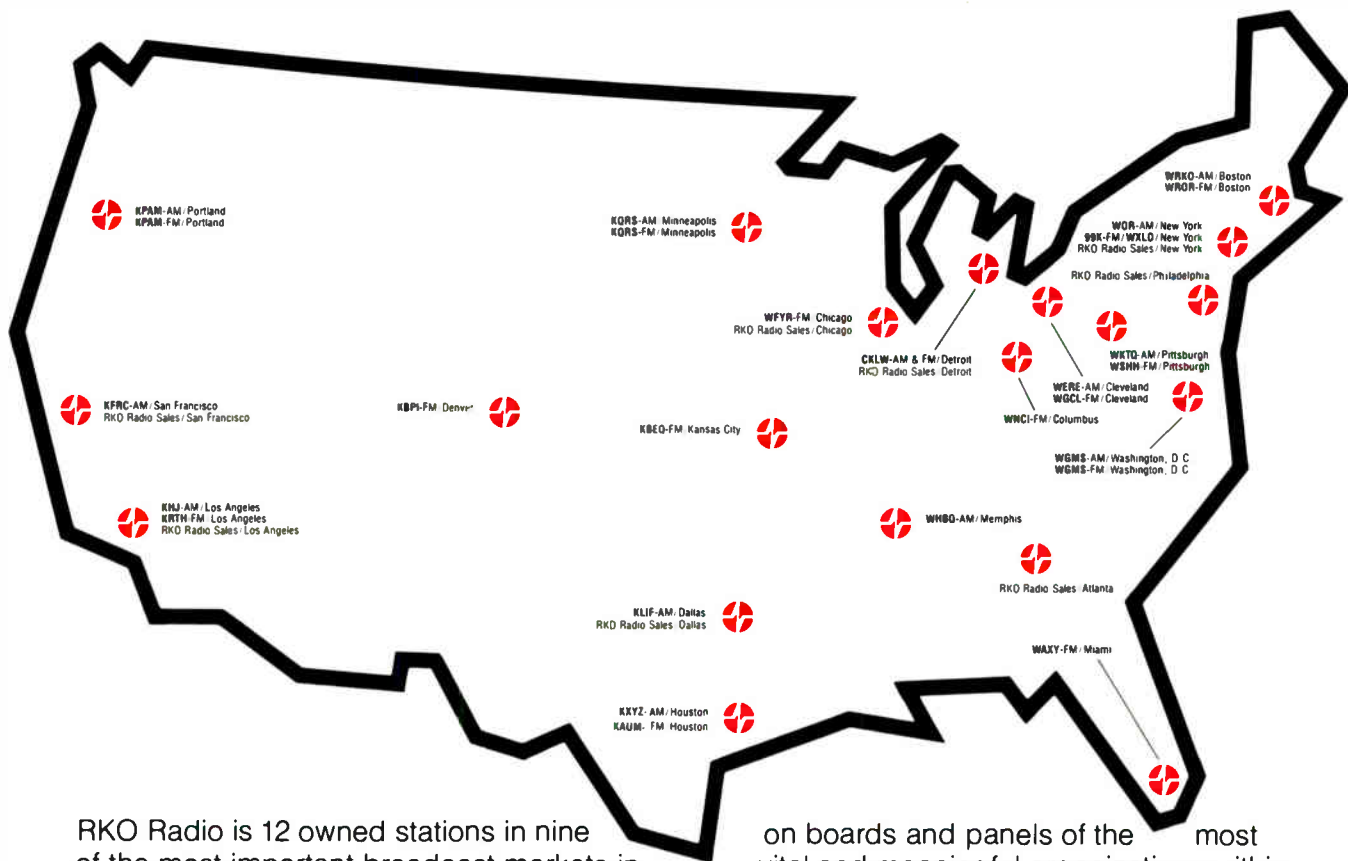 WRKO-AM/Boston
WROR-FM/Boston
KPAM-AM/Portland
KPAM-FM/Portland
KQRS-AM/Minneapolis
KQRS-FM/Minneapolis
WOR-AM/New York
99X-FM/WXLO/New York
RKO Radio Sales/New York
RKO Radio Sales/Philadelphia
WFYR-FM/Chicago
RKO Radio Sales/Chicago
CKLW-AM & FM/Detroit
RKO Radio Sales/Detroit
WKTQ-AM/Pittsburgh
WSHH-FM/Pittsburgh
WERE-AM/Cleveland
WGCL-FM/Cleveland
WNCI-FM/Columbus
KFRC-AM/San Francisco
RKO Radio Sales/San Francisco
KBPI-FM/Denver
KBEQ-FM/Kansas City
WGMS-AM/Washington, D C
WGMS-FM/Washington, D C
KHJ-AM/Los Angeles
KRTH-FM/Los Angeles
RKO Radio Sales/Los Angeles
WHBQ-AM/Memphis
RKO Radio Sales/Atlanta
KLIF-AM/Dallas
RKO Radio Sales/Dallas
WAXY-FM/Miami
KXYZ-AM/Houston
KAUM-FM/Houston
RKO Radio is 12 owned stations in nine
of the most important broadcast markets in
on boards and panels of the most